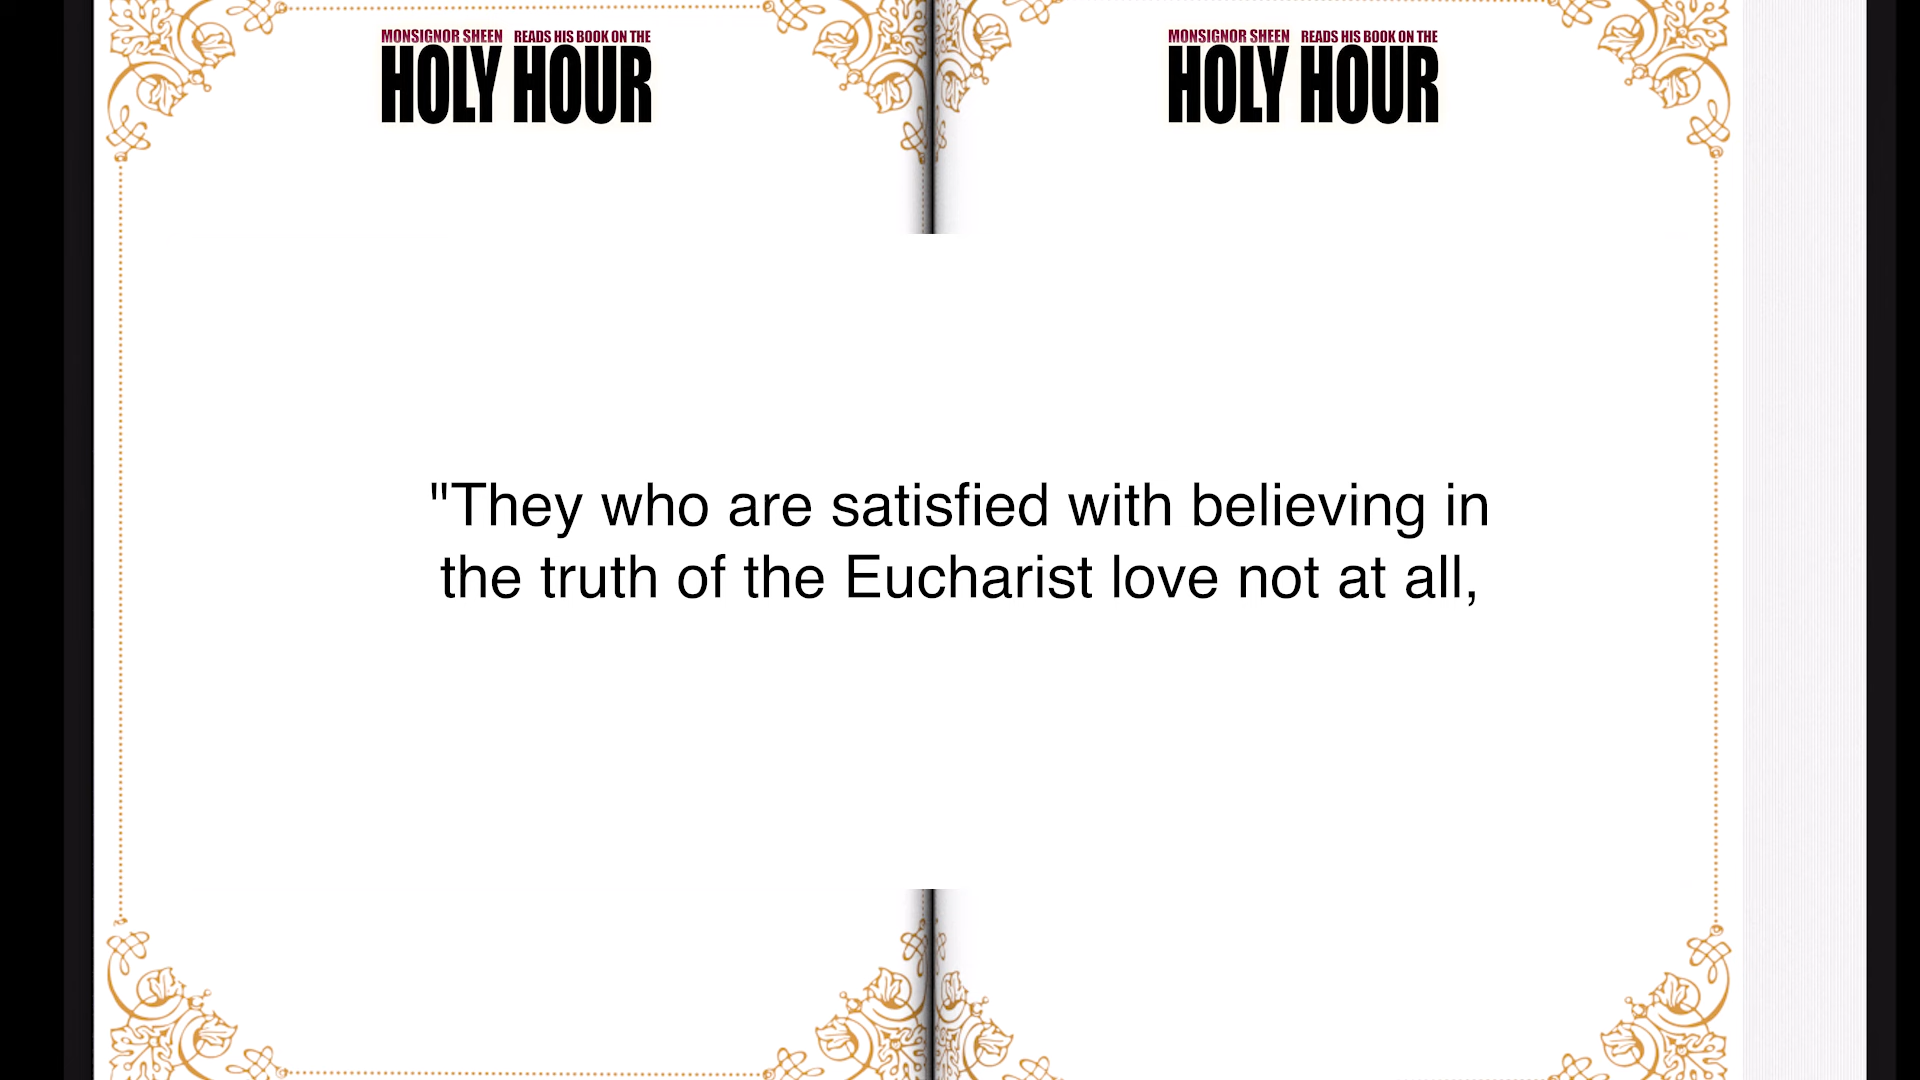 MONSIGNOR SHEEN READS HIS BOOK ON THE
HOLY HOUR
MONSIGNOR SHEEN READS HIS BOOK ON THE
HOLY HOUR
"They who are satisfied with believing in
the truth of the Eucharist love not at all,